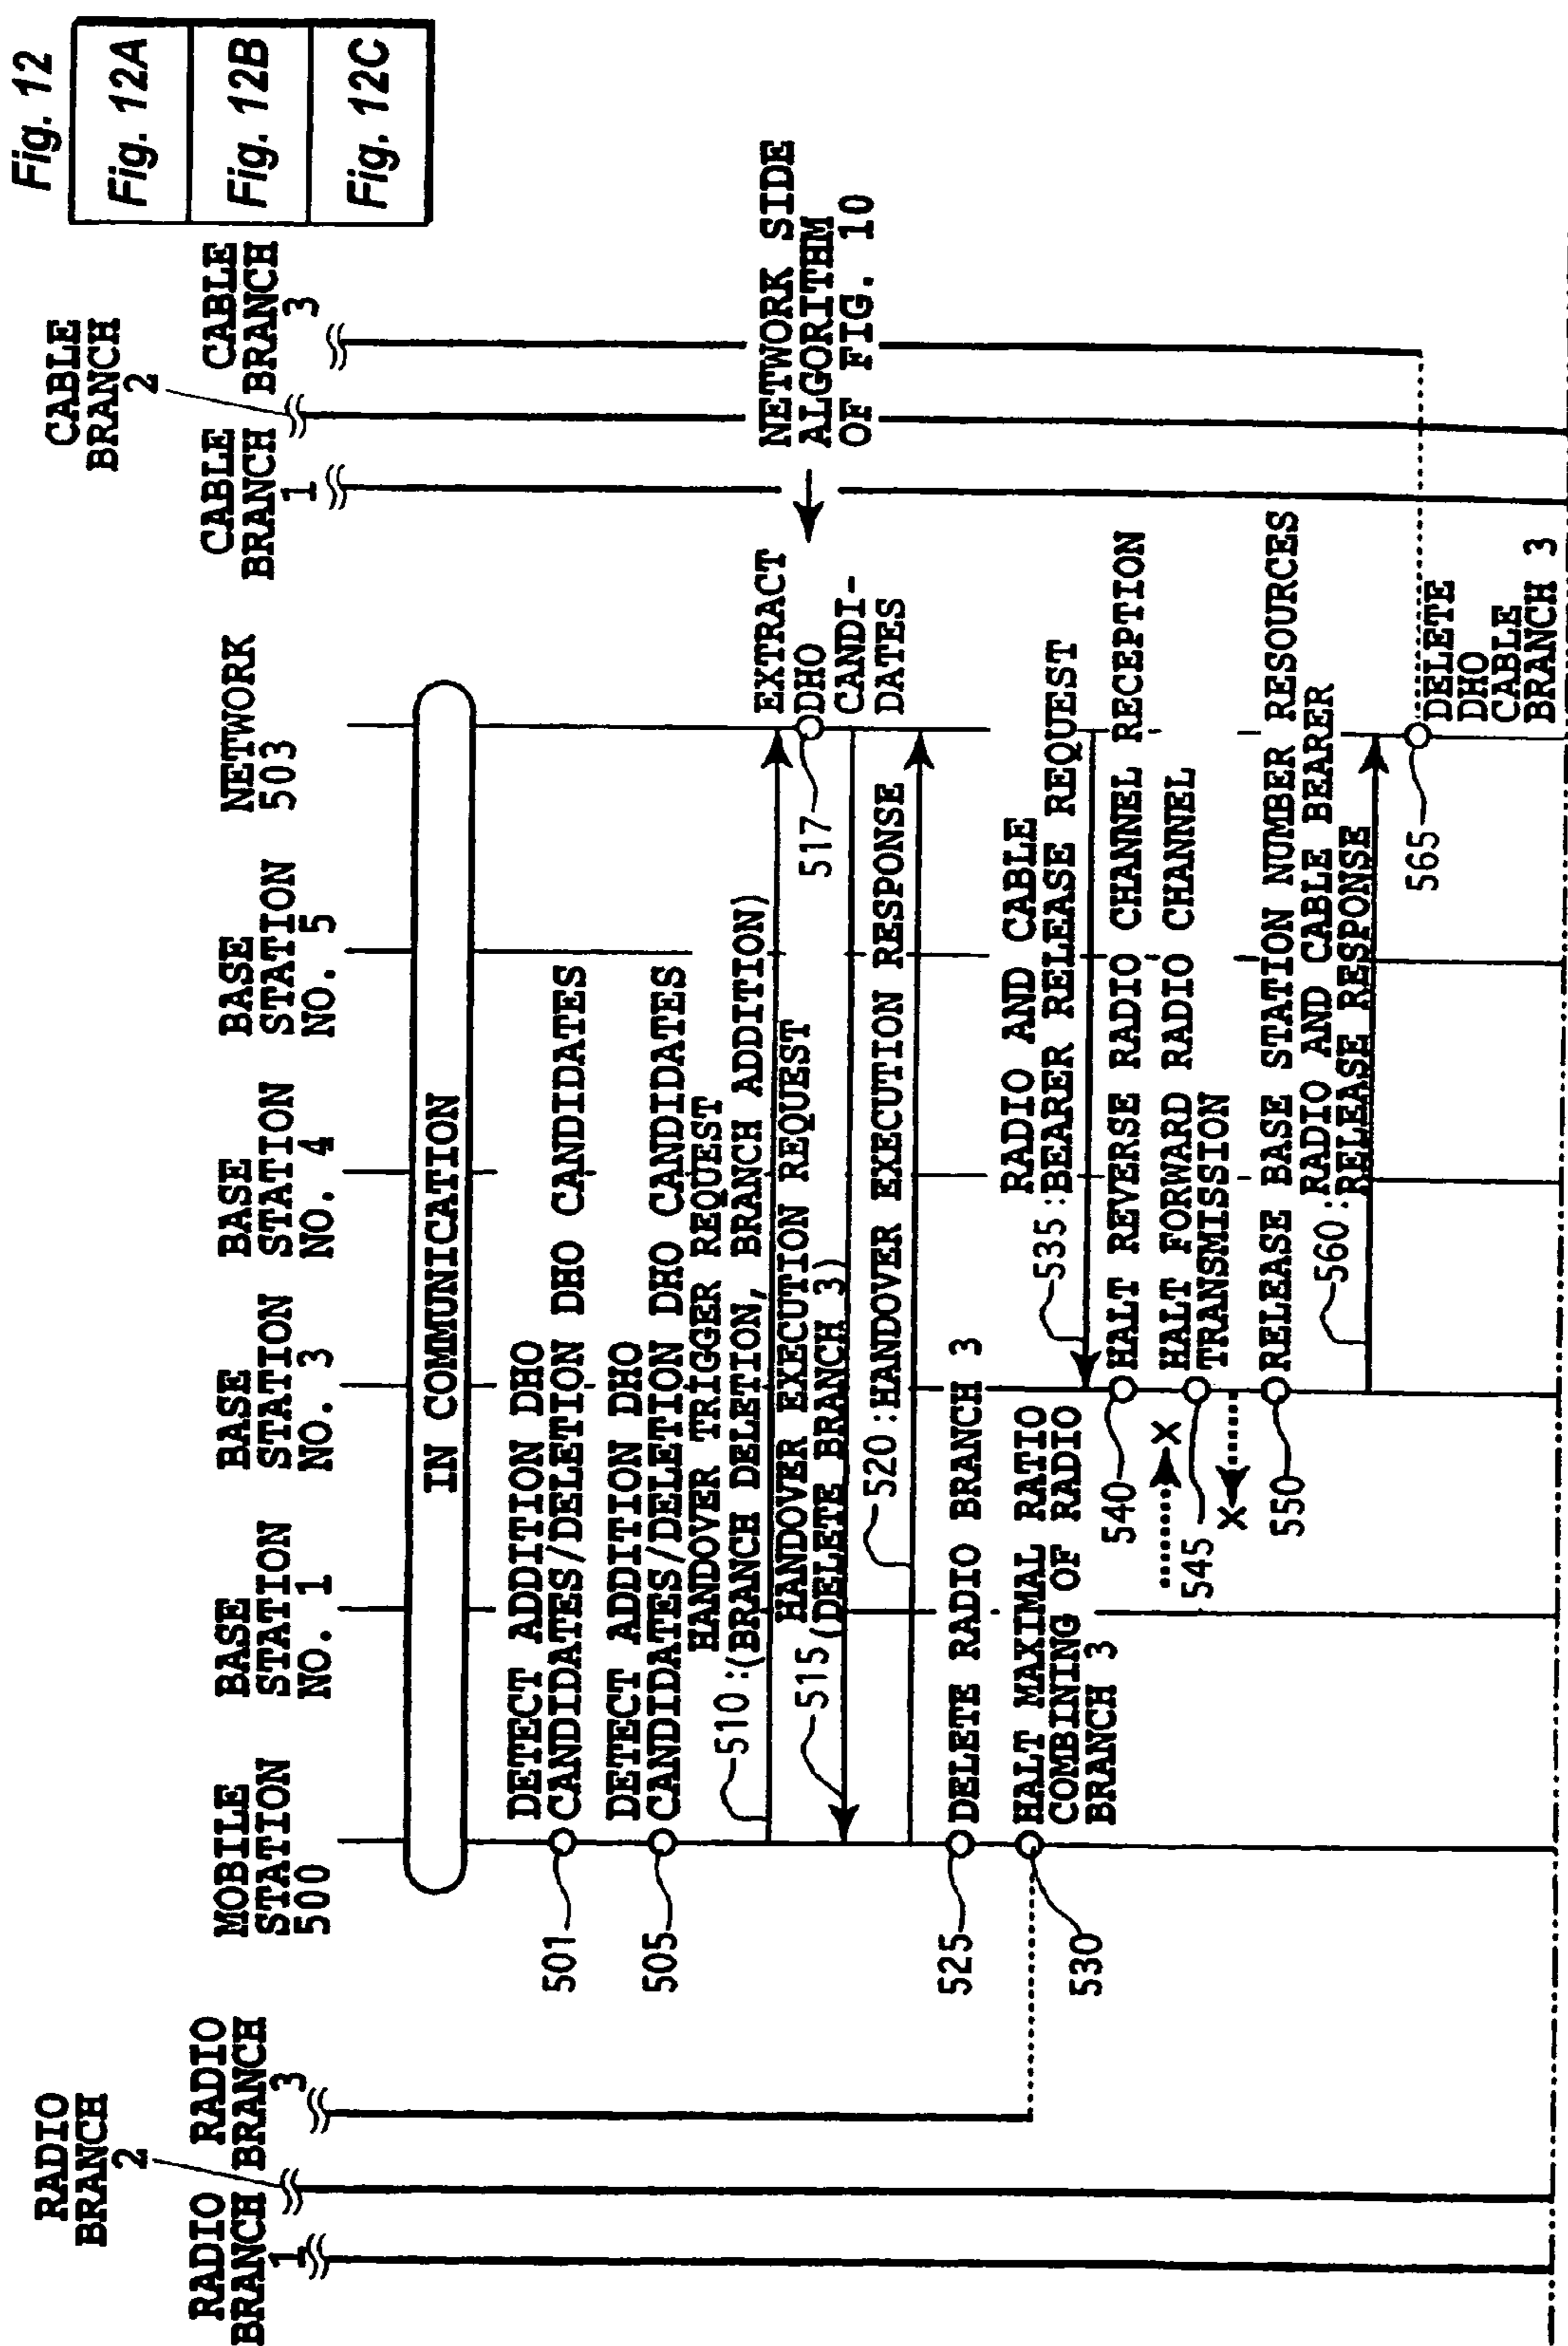 Fig. 12
Fig. 12A
Fig. 12B
Fig. 12C
RADIO
BRANCH
2
RADIO
BRANCH
1
RADIO
BRANCH
3
MOBILE
STATION
500
BASE
STATION
NO. 1
BASE
STATION
NO. 3
BASE
STATION
NO. 4
BASE
STATION
NO. 5
NETWORK
503
CABLE
BRANCH
1
CABLE
BRANCH
2
CABLE
BRANCH
3
IN COMMUNICATION
501
DETECT ADDITION DHO
CANDIDATES/DELETION DHO CANDIDATES
505
DETECT ADDITION DHO
CANDIDATES/DELETION DHO CANDIDATES
HANDOVER TRIGGER REQUEST
510:(BRANCH DELETION, BRANCH ADDITION)
EXTRACT
DHO
CANDI-
DATES
517
NETWORK SIDE
ALGORITHM
OF FIG. 10
HANDOVER EXECUTION REQUEST
515(DELETE BRANCH 3)
520:HANDOVER EXECUTION RESPONSE
525
DELETE RADIO BRANCH 3
530
HALT MAXIMAL RATIO
COMBINING OF RADIO
BRANCH 3
RADIO AND CABLE
535:BEARER RELEASE REQUEST
540
HALT REVERSE RADIO CHANNEL RECEPTION
X
545
HALT FORWARD RADIO CHANNEL
TRANSMISSION
X
550
RELEASE BASE STATION NUMBER RESOURCES
560:RADIO AND CABLE BEARER
RELEASE RESPONSE
565
DELETE
DHO
CABLE
BRANCH 3